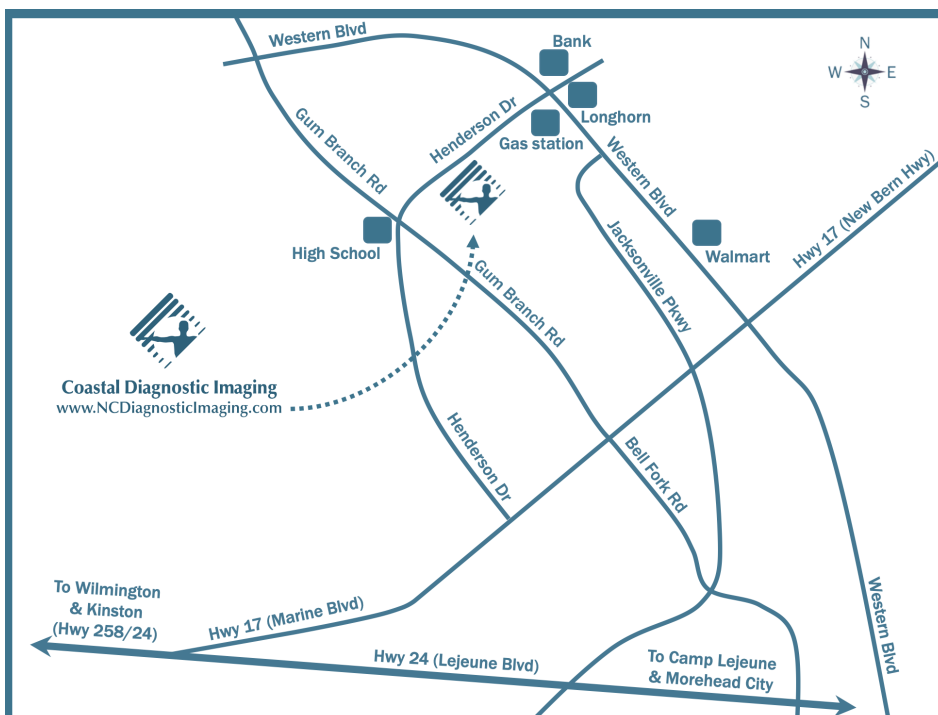 Western Blvd
Bank
N
W
E
S
Longhorn
Gas station
Henderson Dr
Gum Branch Rd
Western Blvd
Hwy 17 (New Bern Hwy)
High School
Jacksonville Pkwy
Walmart
Gum Branch Rd
Coastal Diagnostic Imaging
www.NCDiagnosticImaging.com
Henderson Dr
Bell Fork Rd
To Wilmington
& Kinston
(Hwy 258/24)
Hwy 17 (Marine Blvd)
Hwy 24 (Lejeune Blvd)
To Camp Lejeune
& Morehead City
Western Blvd